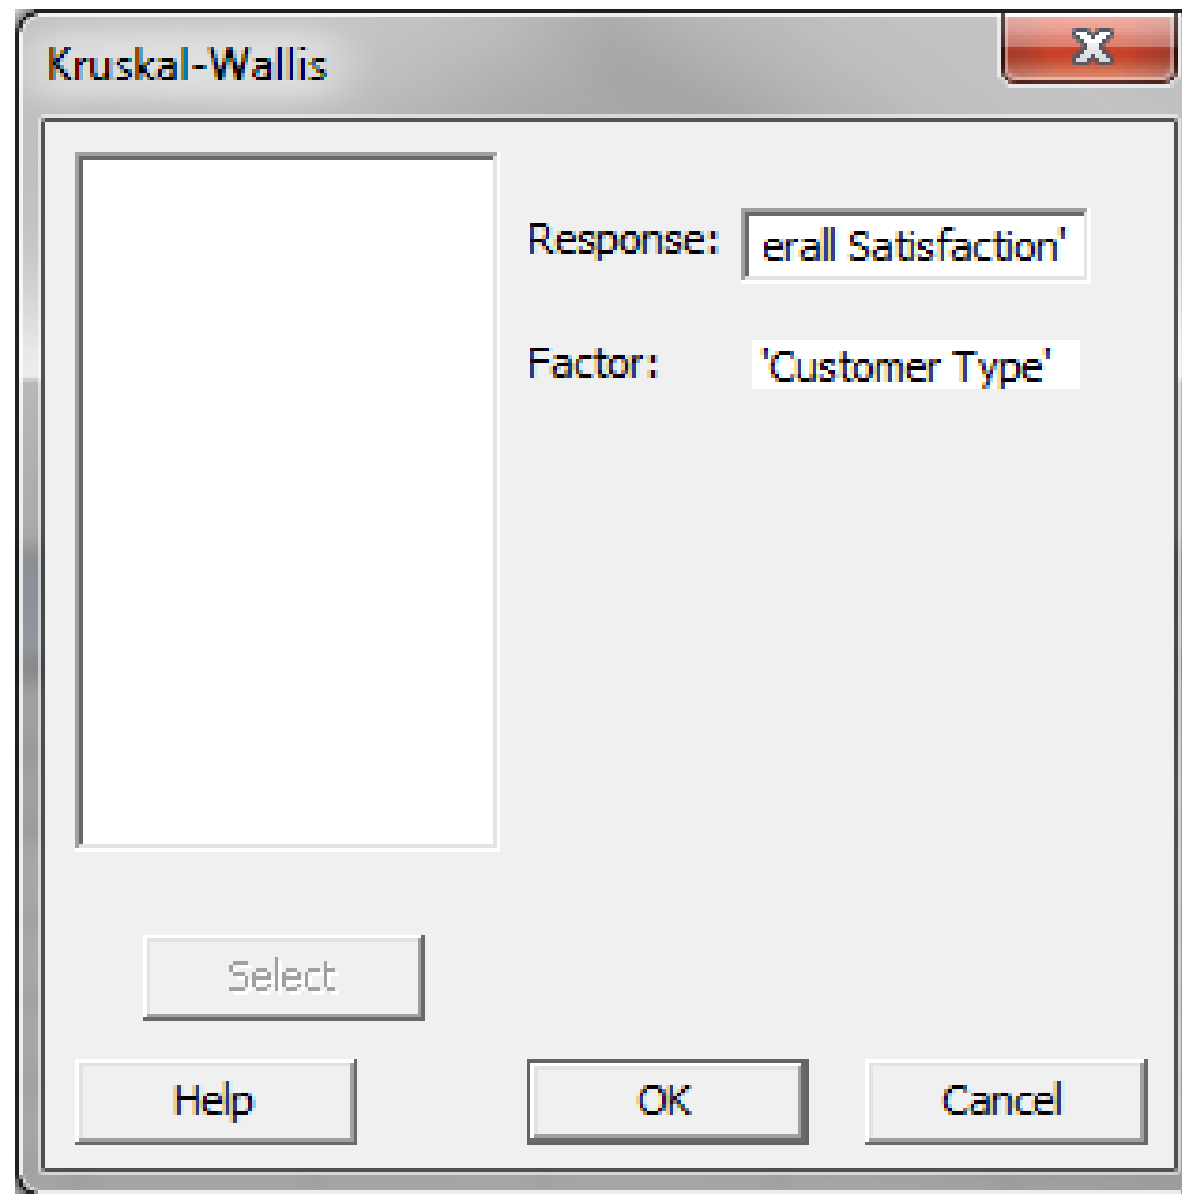 Kruskal-Wallis
Response: erall Satisfaction'
Factor: 'Customer Type'
Select
Help OK Cancel